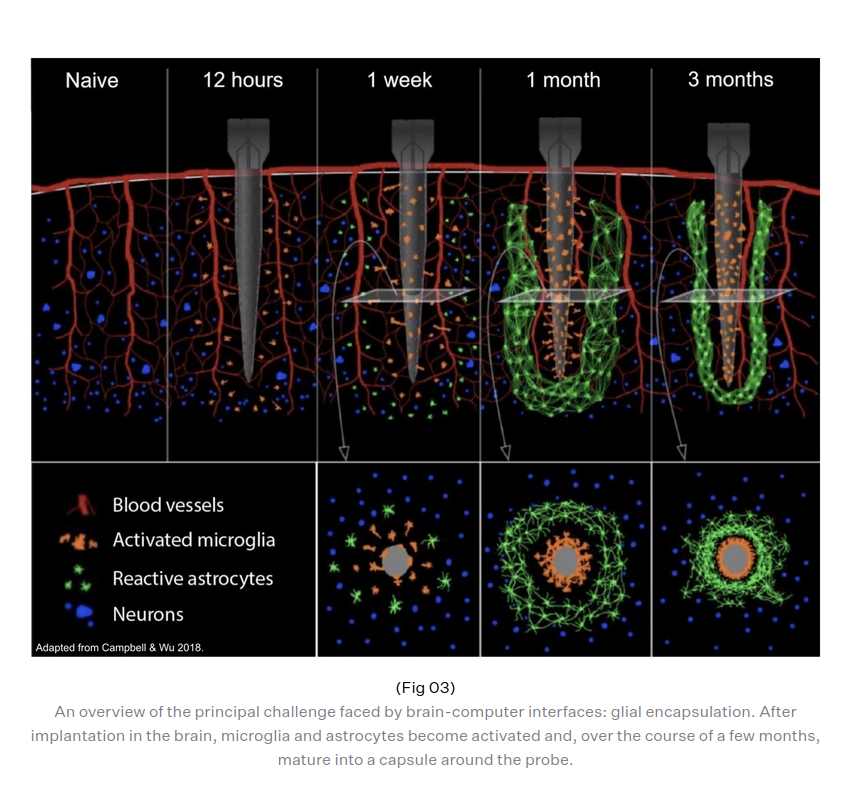 Naive
12 hours
1 week
1 month
3 months
Blood vessels
Activated microglia
Reactive astrocytes
Neurons
Adapted from Campbell & Wu 2018.
(Fig 03)
An overview of the principal challenge faced by brain-computer interfaces: glial encapsulation. After
implantation in the brain, microglia and astrocytes become activated and, over the course of a few months,
mature into a capsule around the probe.